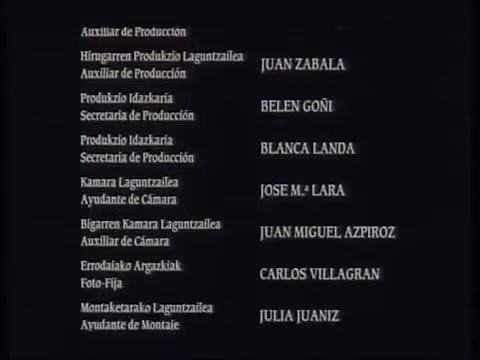 Auxiliar de Producción
Hirugarren Produkzio Laguntzailea
Auxiliar de Producción
JUAN ZABALA
Produkzio Idazkaria
Secretaria de Producción
BELEN GOÑI
Produkzio Idazkaria
Secretaria de Producción
BLANCA LANDA
Kamara Laguntzailea
Ayudante de Cámara
JOSE M.ª LARA
Bigarren Kamara Laguntzailea
Auxiliar de Cámara
JUAN MIGUEL AZPIROZ
Errodaiako Argazkiak
Foto-Fija
CARLOS VILLAGRAN
Montaketarako Laguntzailea
Ayudante de Montaje
JULIA JUANIZ